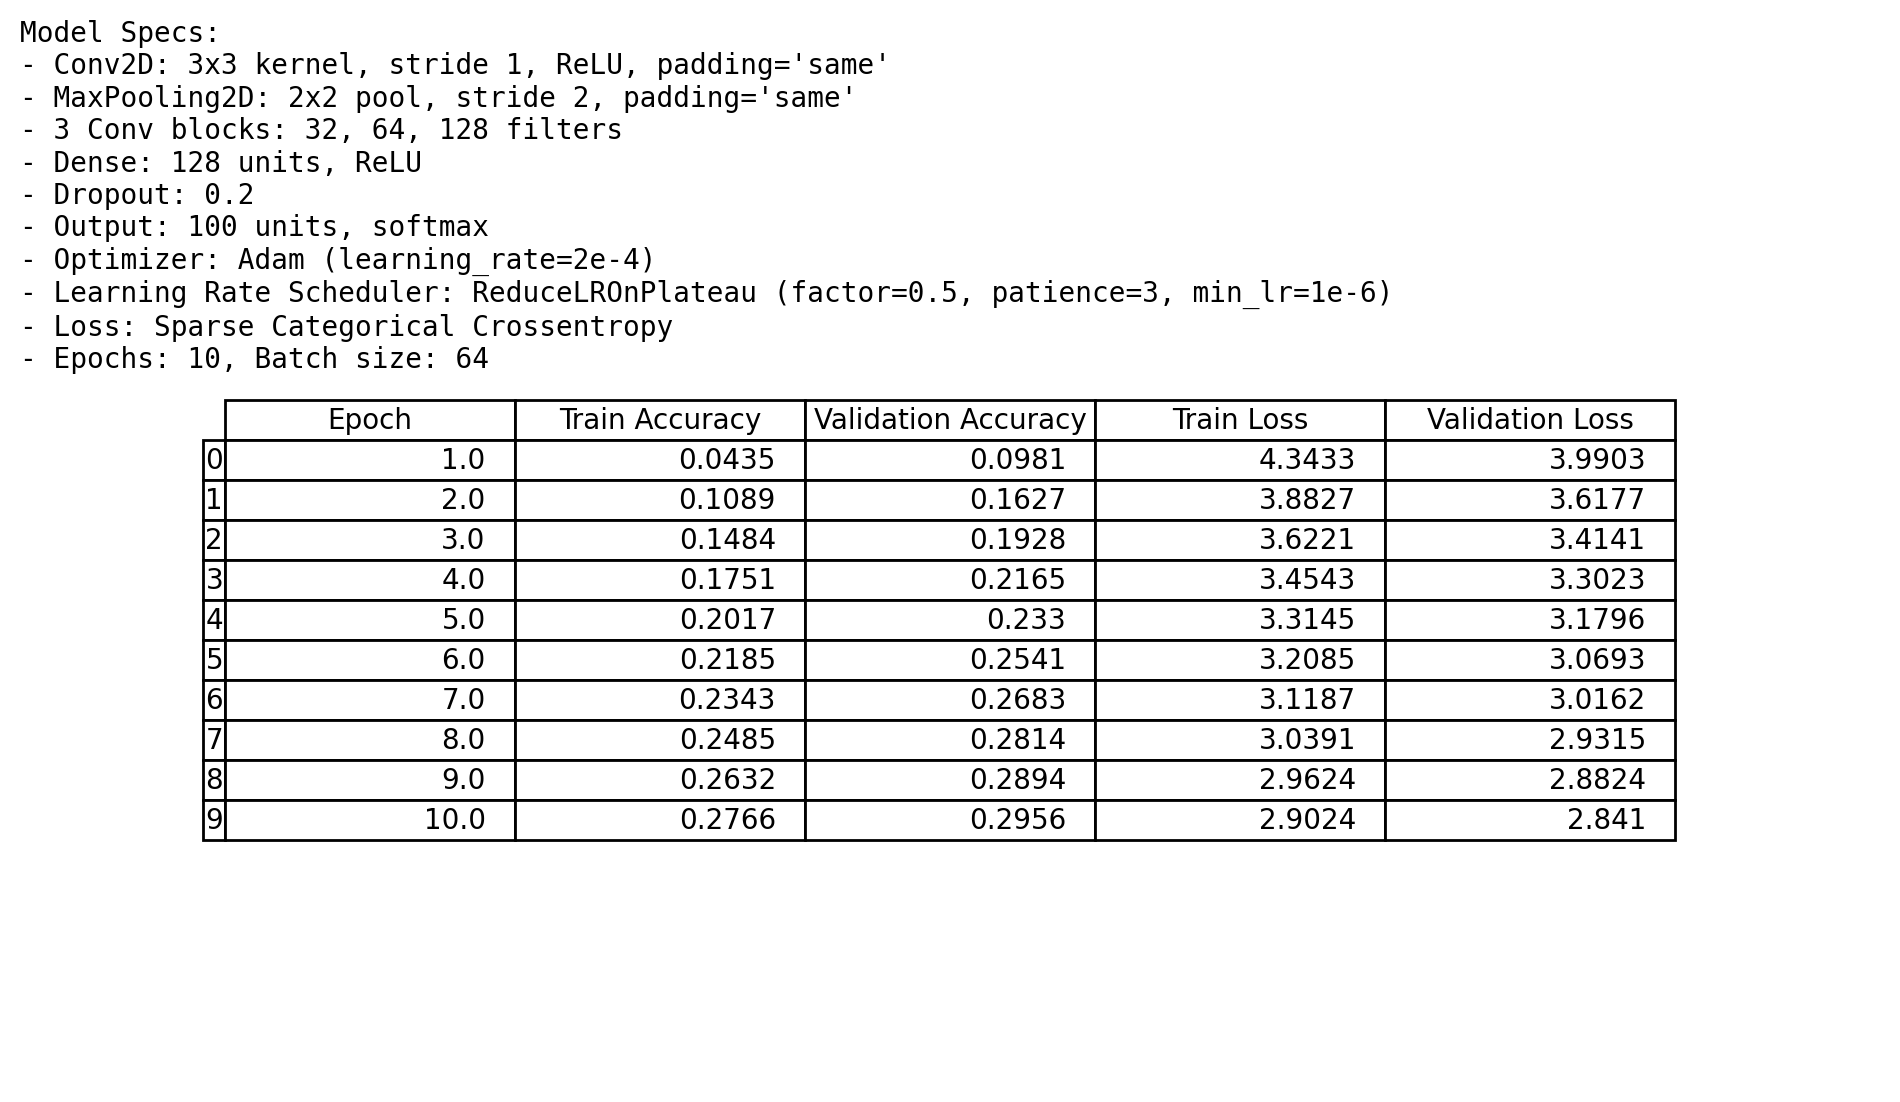 Model Specs:
- Conv2D: 3x3 kernel, stride 1, ReLU, padding='same'
- MaxPooling2D: 2x2 pool, stride 2, padding='same'
- 3 Conv blocks: 32, 64, 128 filters
- Dense: 128 units, ReLU
- Dropout: 0.2
- Output: 100 units, softmax
- Optimizer: Adam (learning_rate=2e-4)
- Learning Rate Scheduler: ReduceLROnPlateau (factor=0.5, patience=3, min_lr=1e-6)
- Loss: Sparse Categorical Crossentropy
- Epochs: 10, Batch size: 64
Epoch Train Accuracy Validation Accuracy Train Loss Validation Loss
0 1.0 0.0435 0.0981 4.3433 3.9903
1 2.0 0.1089 0.1627 3.8827 3.6177
2 3.0 0.1484 0.1928 3.6221 3.4141
3 4.0 0.1751 0.2165 3.4543 3.3023
4 5.0 0.2017 0.233 3.3145 3.1796
5 6.0 0.2185 0.2541 3.2085 3.0693
6 7.0 0.2343 0.2683 3.1187 3.0162
7 8.0 0.2485 0.2814 3.0391 2.9315
8 9.0 0.2632 0.2894 2.9624 2.8824
9 10.0 0.2766 0.2956 2.9024 2.841